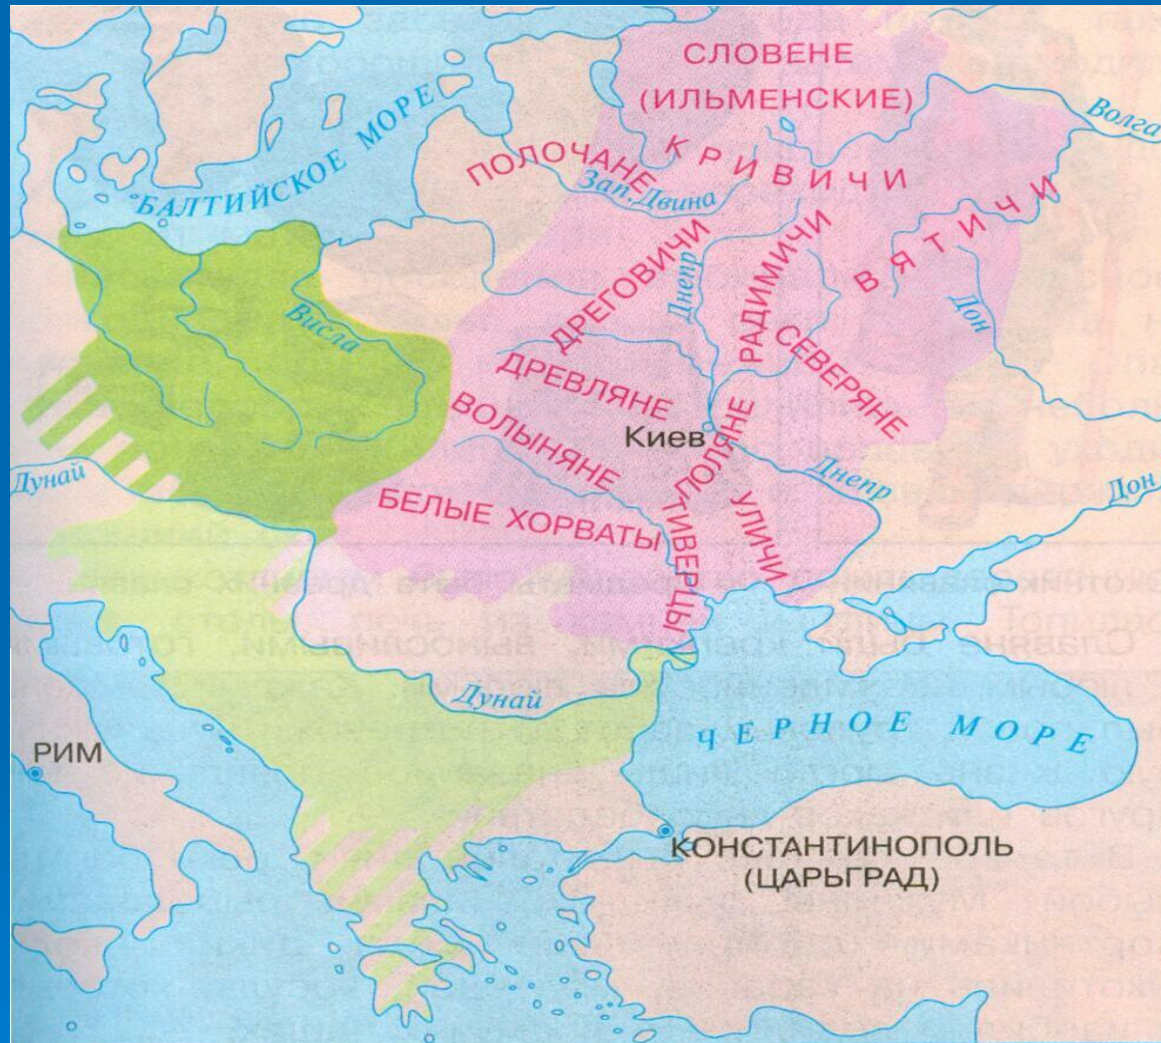 СЛОВЕНЕ
(ИЛЬМЕНСКИЕ)
Волга
БАЛТИЙСКОЕ МОРЕ
ПОЛОЧАНЕ
КРИВИЧИ
Зап. Двина
ВЯТИЧИ
ДРЕГОВИЧИ
Днепр
РАДИМИЧИ
Дон
Висла
СЕВЕРЯНЕ
ДРЕВЛЯНЕ
ВОЛЫНЯНЕ
Киев
ПОЛЯНЕ
Дунай
Днепр
Дон
БЕЛЫЕ ХОРВАТЫ
ТИВЕРЦЫ
УЛИЧИ
Дунай
ЧЕРНОЕ МОРЕ
РИМ
КОНСТАНТИНОПОЛЬ
(ЦАРЬГРАД)